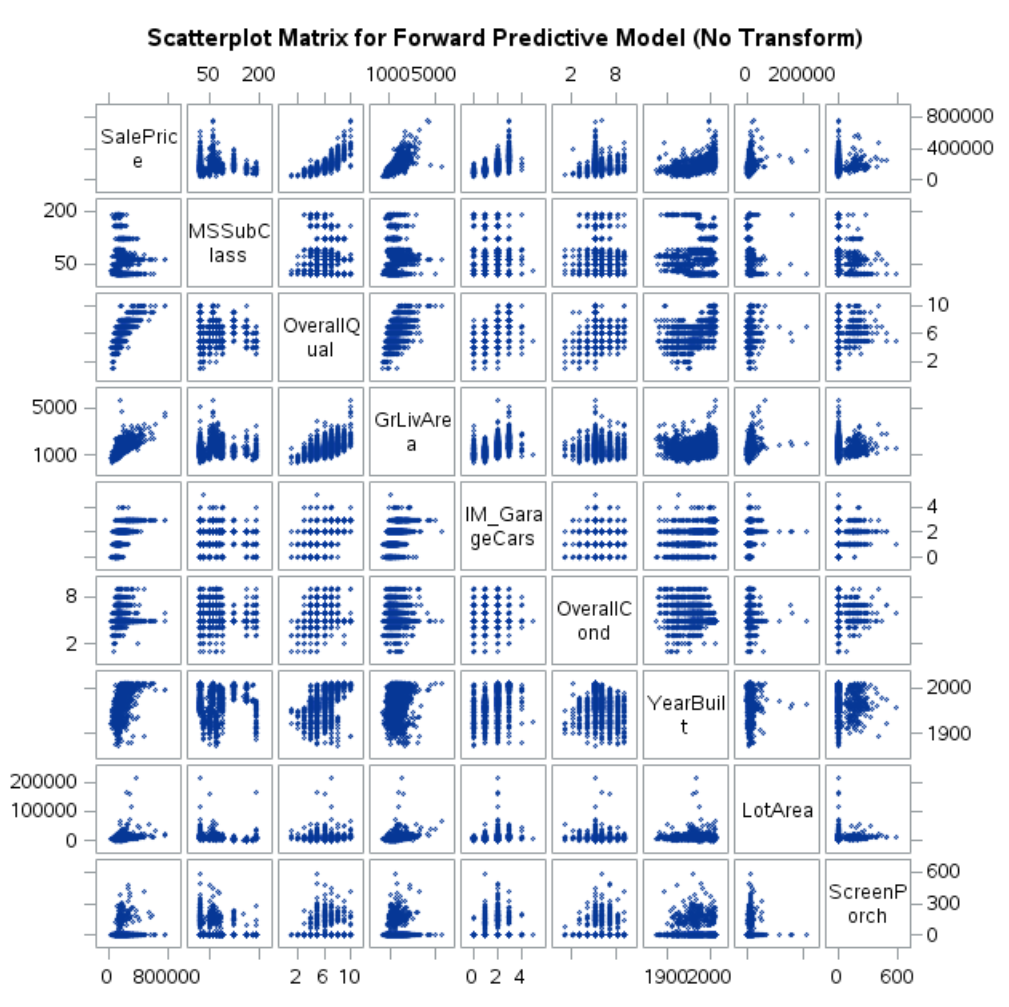 Scatterplot Matrix for Forward Predictive Model (No Transform)
50 200 10005000 2 8 0 200000
SalePric
e
800000
400000
0
200
50
MSSubC
lass
OverallQ
ual
10
6
2
5000
1000
GrLivAre
a
IM_Gara
geCars
4
2
0
8
2
OverallC
ond
YearBuil
t
2000
1900
200000
100000
0
LotArea
ScreenP
orch
600
300
0
0 800000 2 6 10 0 2 4 19002000 0 600